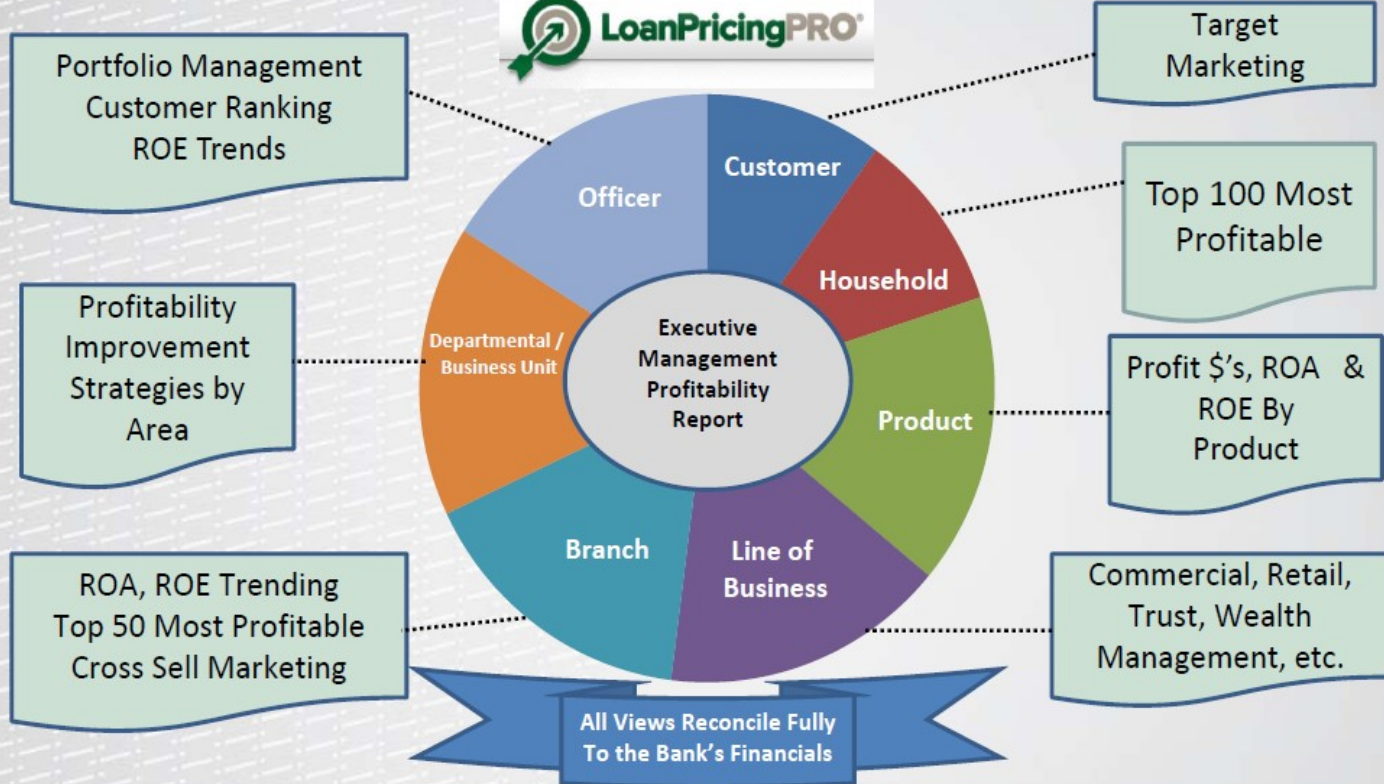 LoanPricingPRO®
Portfolio Management
Customer Ranking
ROE Trends
Target
Marketing
Top 100 Most
Profitable
Profitability
Improvement
Strategies by
Area
Profit $'s, ROA &
ROE By
Product
ROA, ROE Trending
Top 50 Most Profitable
Cross Sell Marketing
Commercial, Retail,
Trust, Wealth
Management, etc.
Officer
Customer
Household
Departmental /
Business Unit
Product
Branch
Line of
Business
Executive
Management
Profitability
Report
All Views Reconcile Fully
To the Bank's Financials